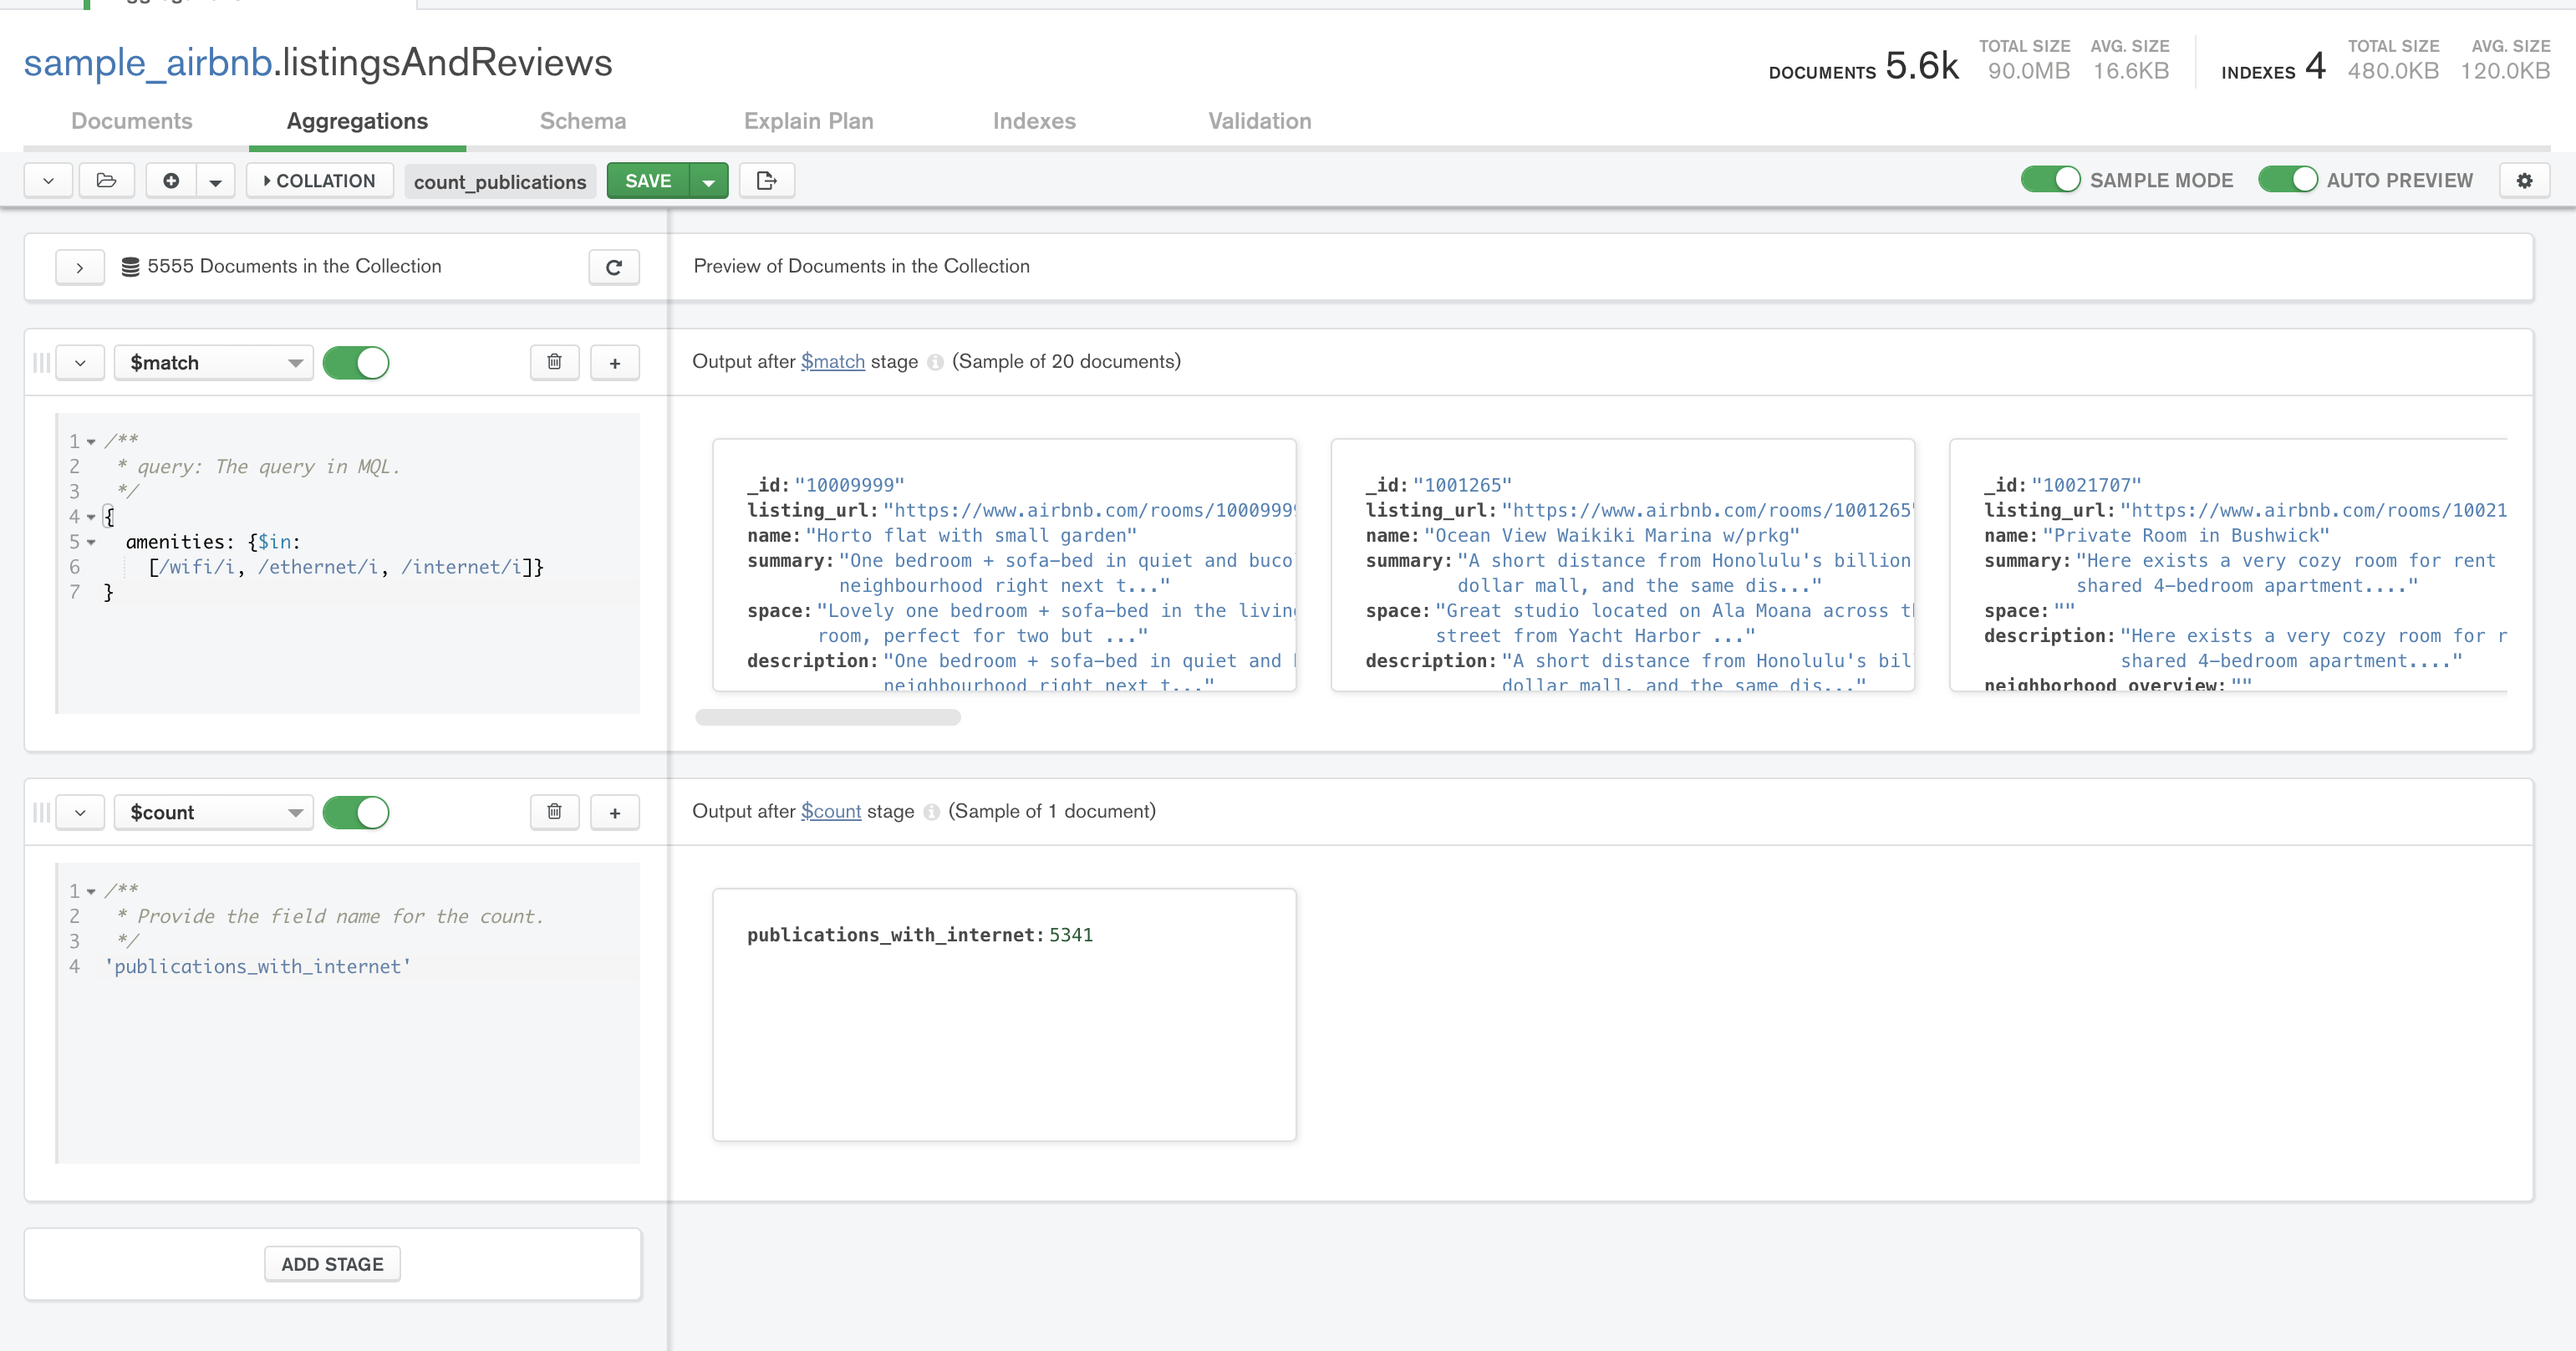 sample_airbnb.listingsAndReviews
DOCUMENTS 5.6k TOTAL SIZE 90.0MB AVG. SIZE 16.6KB INDEXES 4 TOTAL SIZE 480.0KB AVG. SIZE 120.0KB
Documents Aggregations Schema Explain Plan Indexes Validation
COLLATION count_publications SAVE SAMPLE MODE AUTO PREVIEW
5555 Documents in the Collection
Preview of Documents in the Collection
$match
Output after $match stage (Sample of 20 documents)
1 /**
2 * query: The query in MQL.
3 */
4 {
5 amenities: {$in:
6 [/wifi/i, /ethernet/i, /internet/i]}
7 }
_id: "10009999"
listing_url: "https://www.airbnb.com/rooms/10009999
name: "Horto flat with small garden"
summary: "One bedroom + sofa-bed in quiet and buco
neighbourhood right next t..."
space: "Lovely one bedroom + sofa-bed in the living
room, perfect for two but ..."
description: "One bedroom + sofa-bed in quiet and
neighbourhood right next t..."
_id: "1001265"
listing_url: "https://www.airbnb.com/rooms/1001265"
name: "Ocean View Waikiki Marina w/prkg"
summary: "A short distance from Honolulu's billion
dollar mall, and the same dis..."
space: "Great studio located on Ala Moana across t
street from Yacht Harbor ..."
description: "A short distance from Honolulu's bil
dollar mall, and the same dis..."
_id: "10021707"
listing_url: "https://www.airbnb.com/rooms/10021
name: "Private Room in Bushwick"
summary: "Here exists a very cozy room for rent
shared 4-bedroom apartment...."
space: ""
description: "Here exists a very cozy room for r
shared 4-bedroom apartment...."
neighborhood_overview: ""
$count
Output after $count stage (Sample of 1 document)
1 /**
2 * Provide the field name for the count.
3 */
4 'publications_with_internet'
publications_with_internet: 5341
ADD STAGE